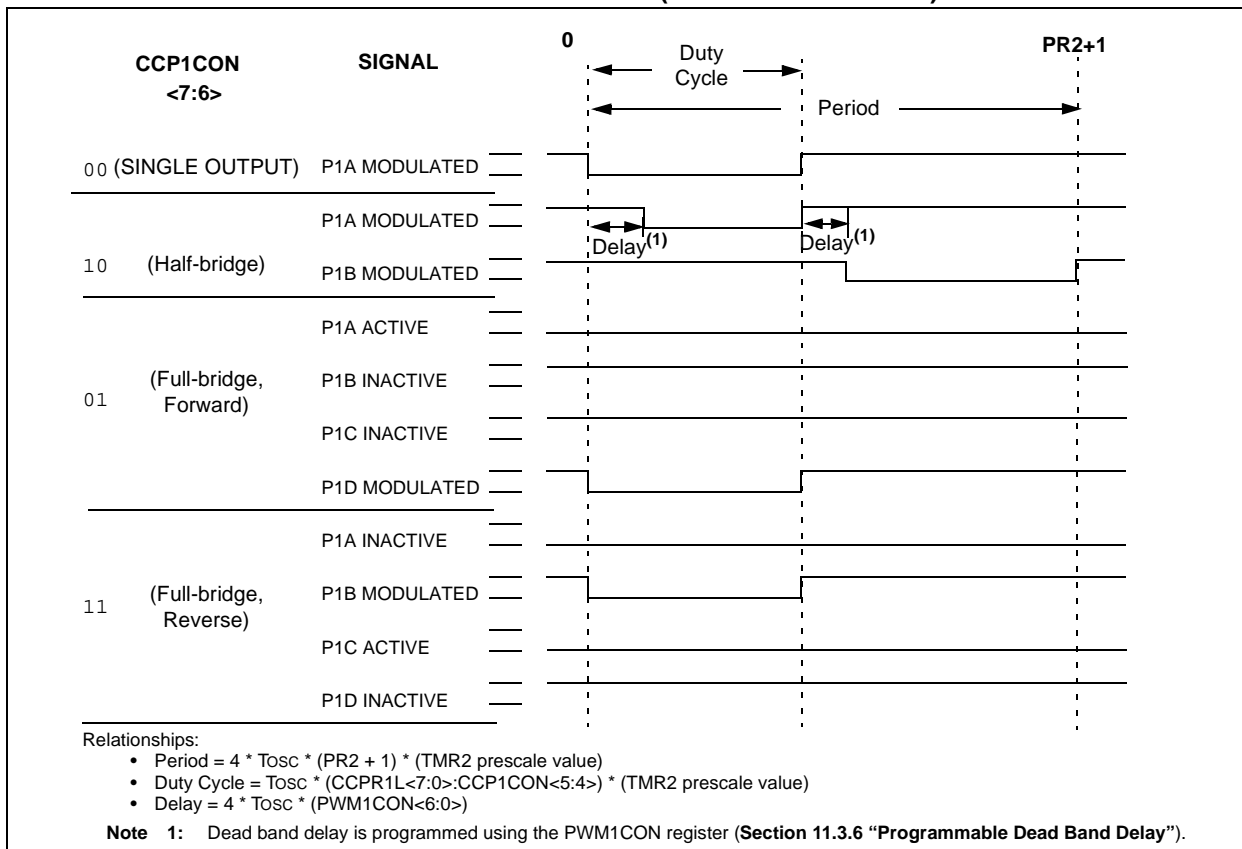 0
PR2+1
CCP1CON
<7:6>
SIGNAL
Duty
Cycle
Period
00 (SINGLE OUTPUT) P1A MODULATED
P1A MODULATED
Delay(1) Delay(1)
10 (Half-bridge)
P1B MODULATED
P1A ACTIVE
01 (Full-bridge,
Forward)
P1B INACTIVE
P1C INACTIVE
P1D MODULATED
P1A INACTIVE
11 (Full-bridge,
Reverse)
P1B MODULATED
P1C ACTIVE
P1D INACTIVE
Relationships:
• Period = 4 * TOSC * (PR2 + 1) * (TMR2 prescale value)
• Duty Cycle = TOSC * (CCPR1L<7:0>:CCP1CON<5:4>) * (TMR2 prescale value)
• Delay = 4 * TOSC * (PWM1CON<6:0>)
Note 1: Dead band delay is programmed using the PWM1CON register (Section 11.3.6 “Programmable Dead Band Delay”).